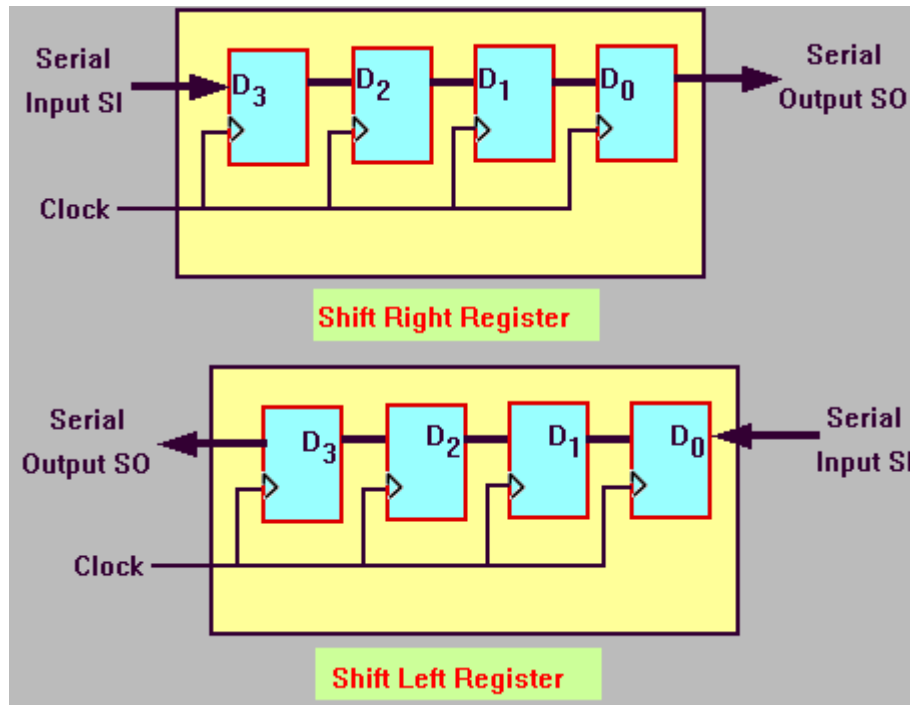 Serial
Input SI
D3 D2 D1 D0
Serial
Output SO
Clock
Shift Right Register
Serial
Output SO
D3 D2 D1 D0
Serial
Input SI
Clock
Shift Left Register